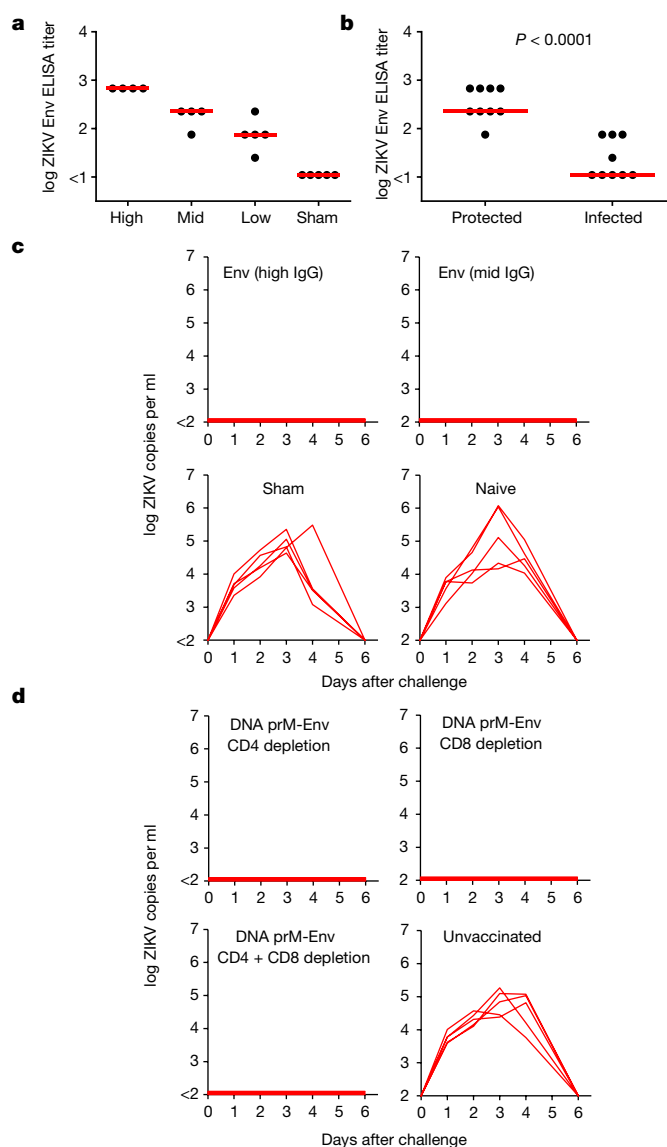 a
log ZIKV Env ELISA titer
4
3
2
<1
High Mid Low Sham
b
P < 0.0001
log ZIKV Env ELISA titer
4
3
2
<1
Protected Infected
c
log ZIKV copies per ml
Env (high IgG)
7
6
5
4
3
<2
0 1 2 3 4 5 6
Env (mid IgG)
7
6
5
4
3
<2
0 1 2 3 4 5 6
Sham
7
6
5
4
3
<2
0 1 2 3 4 5 6
Naive
7
6
5
4
3
2
0 1 2 3 4 5 6
Days after challenge
d
log ZIKV copies per ml
DNA prM-Env
CD4 depletion
7
6
5
4
3
<2
0 1 2 3 4 5 6
DNA prM-Env
CD8 depletion
7
6
5
4
3
2
0 1 2 3 4 5 6
DNA prM-Env
CD4 + CD8 depletion
7
6
5
4
3
<2
0 1 2 3 4 5 6
Unvaccinated
7
6
5
4
3
2
0 1 2 3 4 5 6
Days after challenge